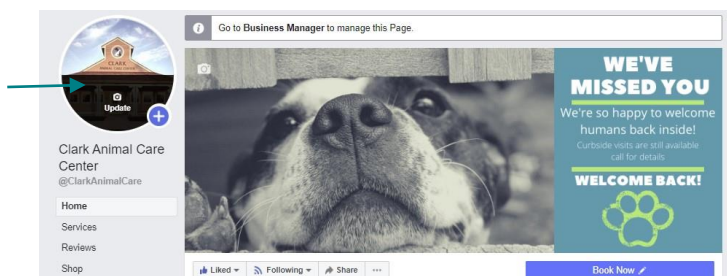 Go to Business Manager to manage this Page.
CLARK
Update
Clark Animal Care
Center
@ClarkAnimalCare
Home
Services
Reviews
Shop
WE'VE
MISSED YOU
We're so happy to welcome
humans back inside!
Curbside visits are still available
call for details
WELCOME BACK!
Liked
Following
Share
Book Now